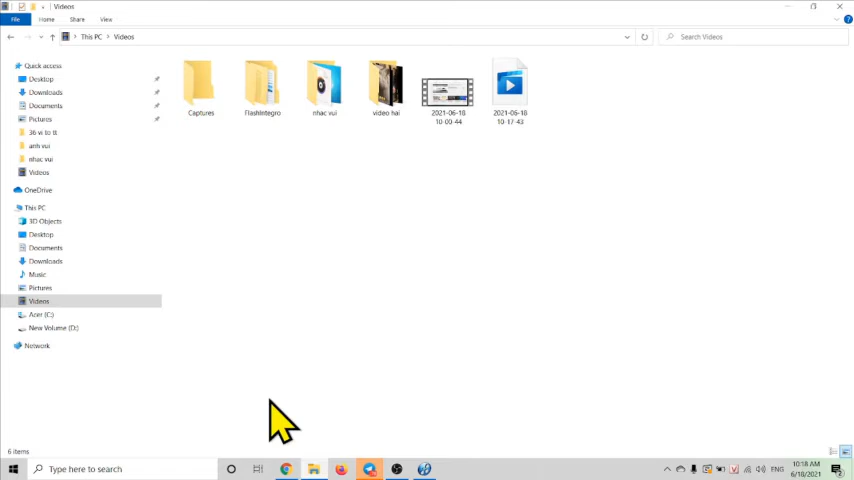 Videos
File
Home
Share
View
This PC
Videos
Search Videos
Quick access
Desktop
Downloads
Documents
Pictures
36 vi to tt
anh vui
nhac vui
Videos
OneDrive
This PC
3D Objects
Desktop
Documents
Downloads
Music
Pictures
Videos
Acer (C:)
New Volume (D:)
Network
Captures
FlashIntegro
nhac vui
video hai
2021-06-18
10-00-44
2021-06-18
10-17-43
6 items
Type here to search
ENG
10:18 AM
6/18/2021
2